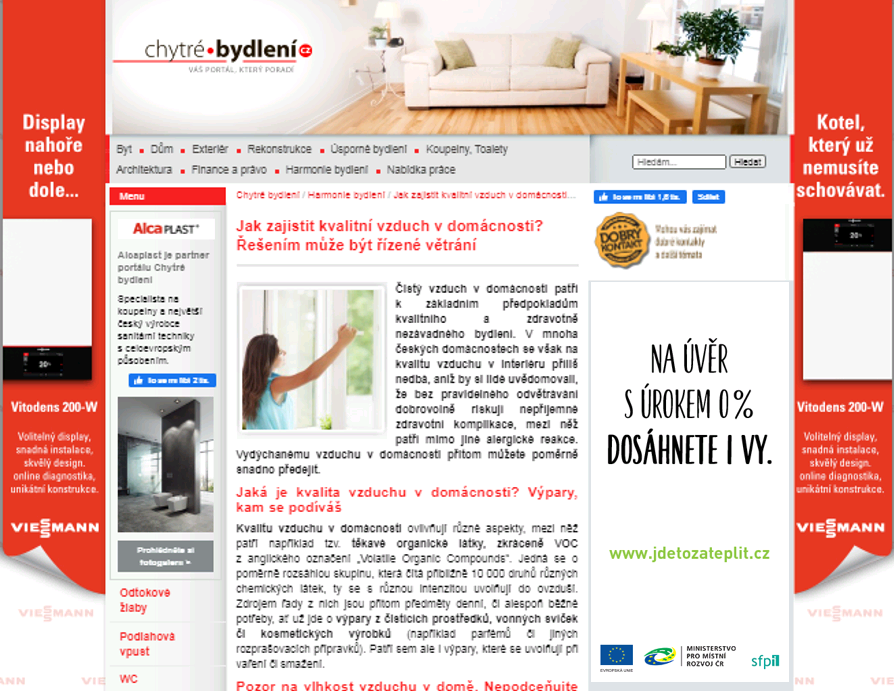 chytré•bydlení cz
VÁŠ PORTÁL, KTERÝ PORADÍ
Display
nahoře
nebo
dole...
Vitodens 200-W
Volitelný display,
snadná instalace,
skvělý design.
online diagnostika,
unikátní konstrukce.
VIESSMANN
VIESSMANN
Byt Dům Exteriér Rekonstrukce Úsporné bydlení Koupelny, Toalety
Architektura Finance a právo Harmonie bydlení Nabídka práce
Hledám... Hledat
Menu
Alca PLAST
Alcaplast je partner
portálu Chytré
bydlení
Specialista na
koupelny a největší
český výrobce
sanitární techniky
s celoevropským
působením.
To se mi líbí 2 tis.
Prohlédněte si
fotogalerii >
Odtokové
žlaby
Podlahová
vpust
WC
Chytré bydlení / Harmonie bydlení / Jak zajistit kvalitní vzduch v domácnosti...
Jak zajistit kvalitní vzduch v domácnosti?
Řešením může být řízené větrání
Čistý vzduch v domácnosti patří
k základním předpokladům
kvalitního a zdravotně
nezávadného bydlení. V mnoha
českých domácnostech se však na
kvalitu vzduchu v interiéru příliš
nedbá, aniž by si lidé uvědomovali,
že bez pravidelného odvětrávání
dobrovolně riskují nepříjemné
zdravotní komplikace, mezi něž
patří mimo jiné alergické reakce.
Vydýchanému vzduchu v domácnosti přitom můžete poměrně
snadno předejít.
Jaká je kvalita vzduchu v domácnosti? Výpary,
kam se podíváš
Kvalitu vzduchu v domácnosti ovlivňují různé aspekty, mezi něž
patří například tzv. těkavé organické látky, zkráceně VOC
z anglického označení „Volatile Organic Compounds“. Jedná se o
poměrně rozsáhlou skupinu, která čítá přibližně 10 000 druhů různých
chemických látek, ty se s různou intenzitou uvolňují do ovzduší.
Zdrojem řady z nich jsou přitom předměty denní, či alespoň běžné
potřeby, ať už jde o výpary z čisticích prostředků, vonných svíček
či kosmetických výrobků (například parfémů či jiných
rozprašovacích přípravků). Patří sem ale i výpary, které se uvolňují při
vaření či smažení.
Pozor na vlhkost vzduchu v domě. Nepodceňujte
To se mi líbí 1,6 tis. Sdílet
DOBRÝ
KONTAKT
Mohou vás zajímat
dobré kontakty
a další témata
NA ÚVĚR
S ÚROKEM 0%
DOSÁHNETE I VY.
www.jdetozateplit.cz
EVROPSKÁ UNIE
MINISTERSTVO
PRO MÍSTNÍ
ROZVOJ ČR
sfpi
Kotel,
který už
nemusíte
schovávat.
Vitodens 200-W
Volitelný display,
snadná instalace,
skvělý design.
online diagnostika,
unikátní konstrukce.
VIESSMANN
VIESSMANN